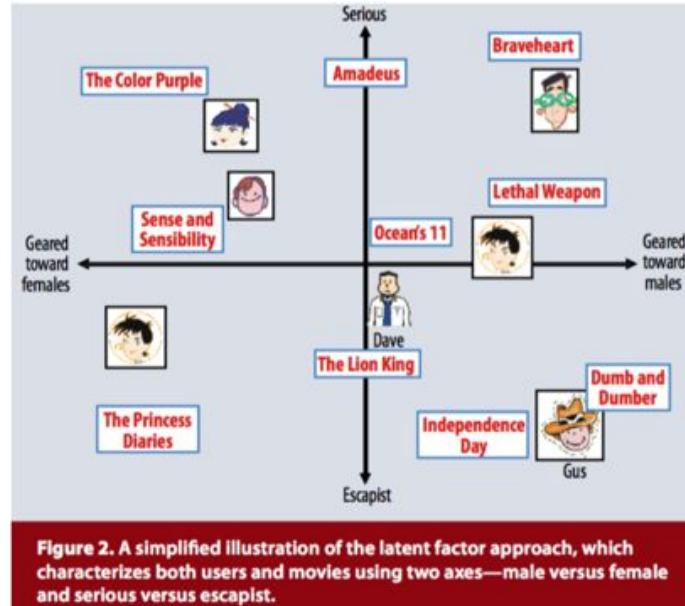 Serious
Braveheart
Amadeus
The Color Purple
Lethal Weapon
Sense and
Sensibility
Ocean's 11
Geared
toward
females
Geared
toward
males
Dave
The Lion King
Dumb and
Dumber
The Princess
Diaries
Independence
Day
Gus
Escapist
Figure 2. A simplified illustration of the latent factor approach, which
characterizes both users and movies using two axes—male versus female
and serious versus escapist.